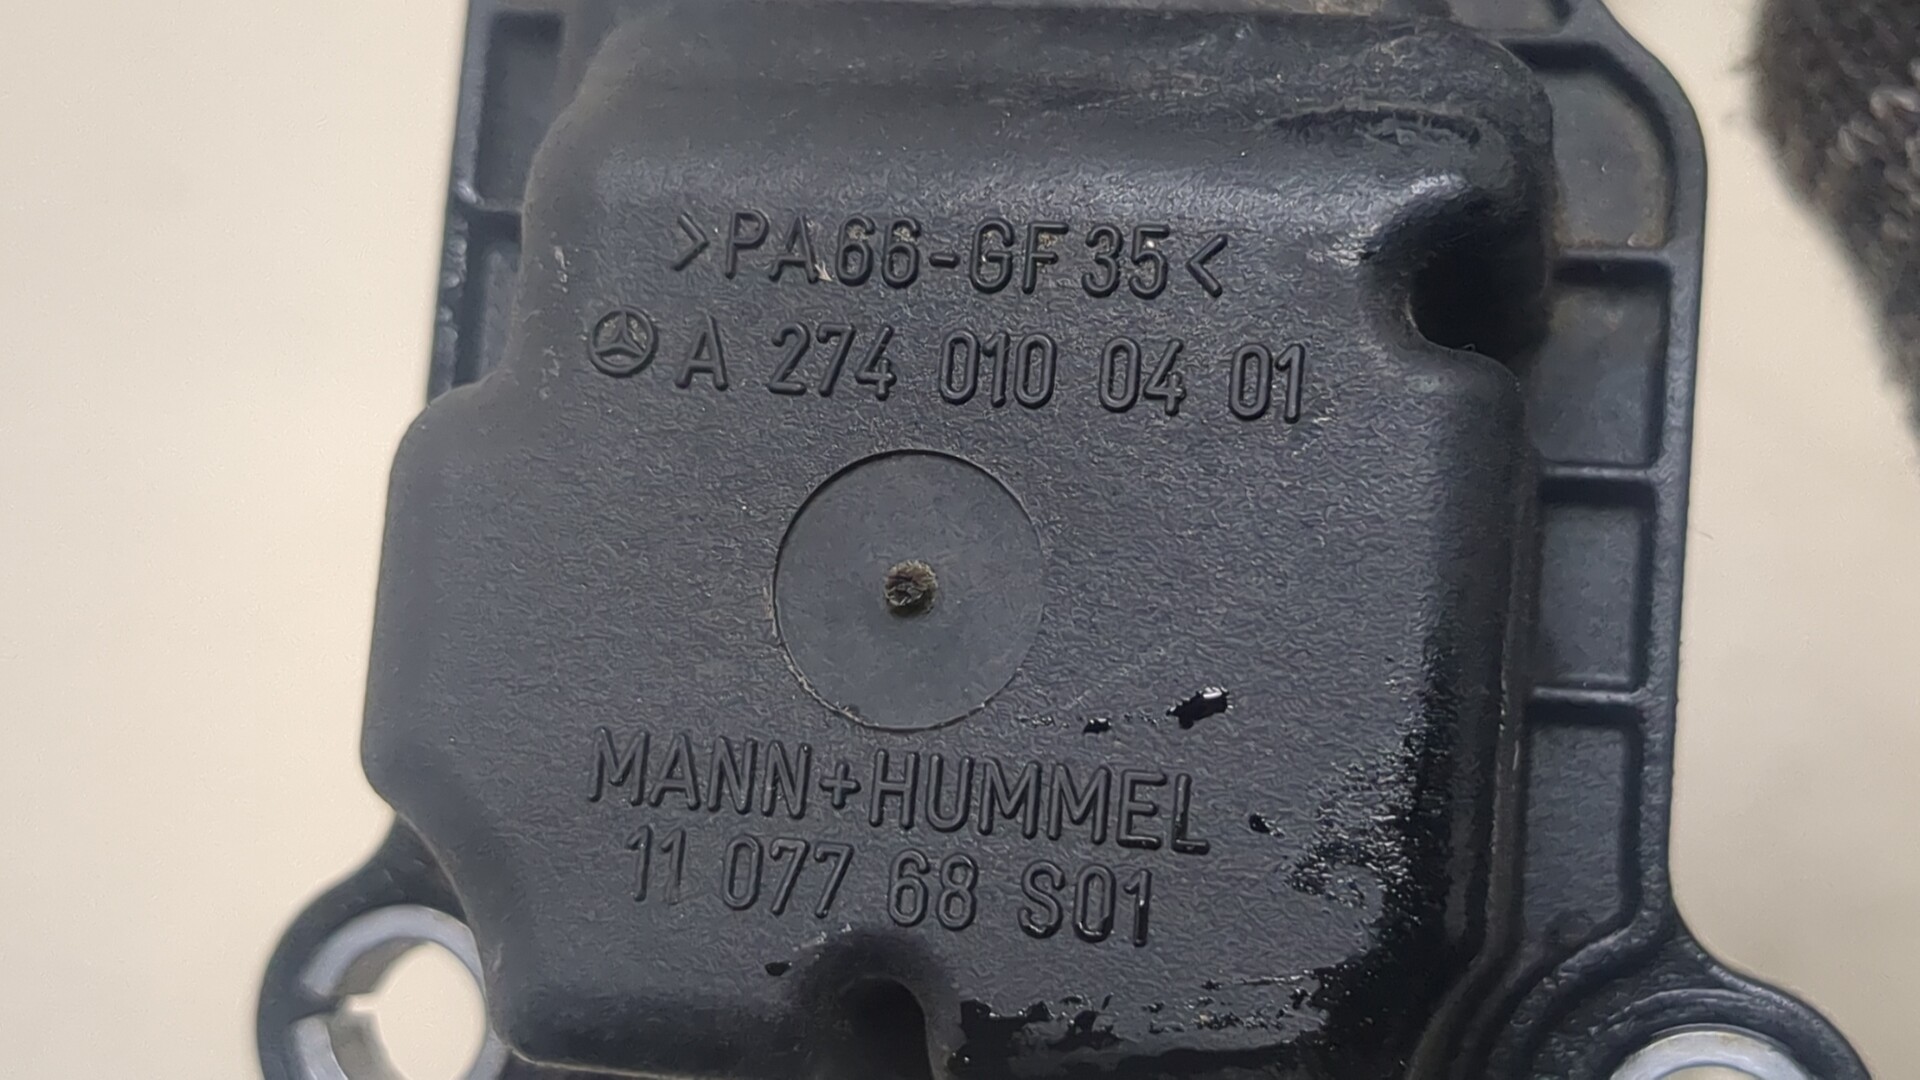 >PA66-GF35<
A 274 010 04 01
MANN+HUMMEL
11 077 68 S01